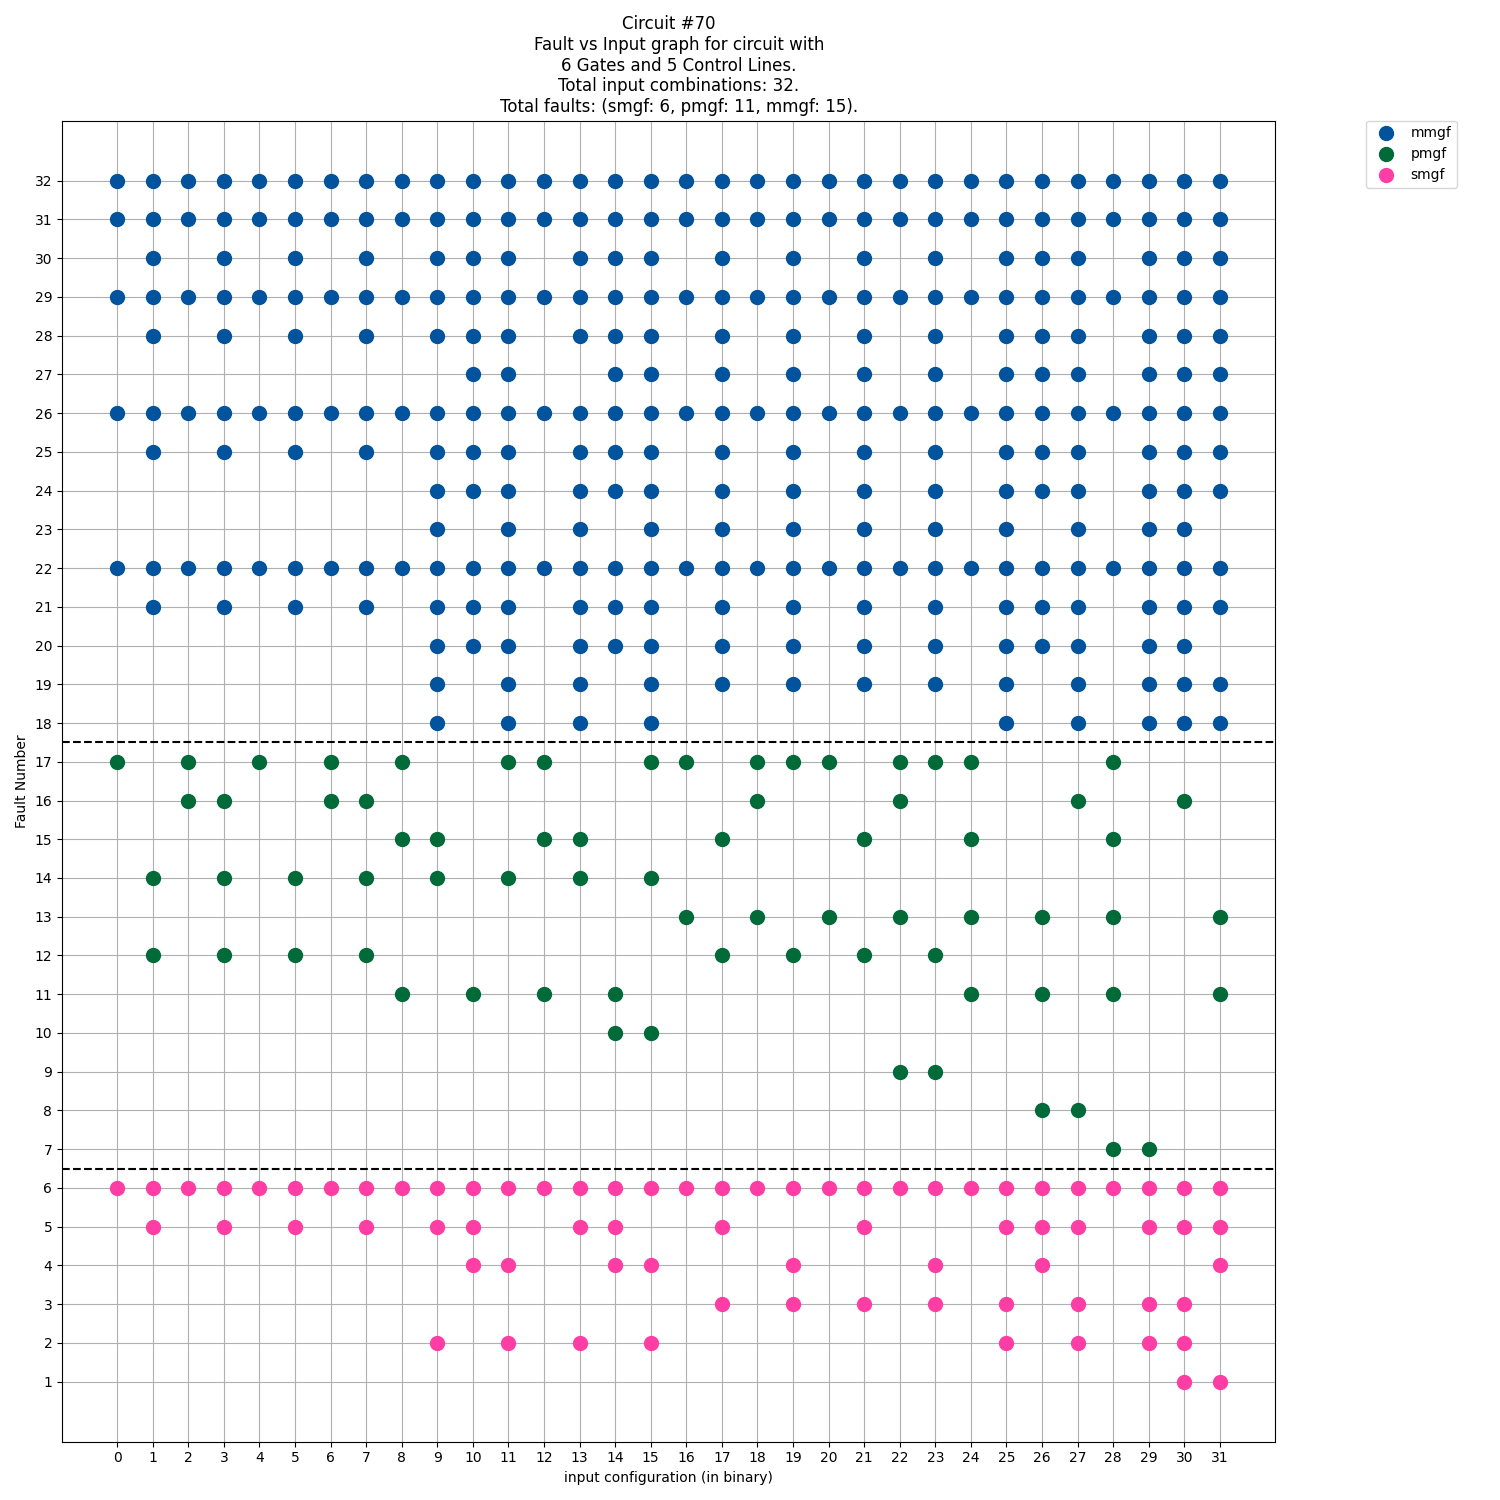 Circuit #70
Fault vs Input graph for circuit with
6 Gates and 5 Control Lines.
Total input combinations: 32.
Total faults: (smgf: 6, pmgf: 11, mmgf: 15).
mmgf
pmgf
smgf
Fault Number
32
31
30
29
28
27
26
25
24
23
22
21
20
19
18
17
16
15
14
13
12
11
10
9
8
7
6
5
4
3
2
1
0 1 2 3 4 5 6 7 8 9 10 11 12 13 14 15 16 17 18 19 20 21 22 23 24 25 26 27 28 29 30 31
input configuration (in binary)